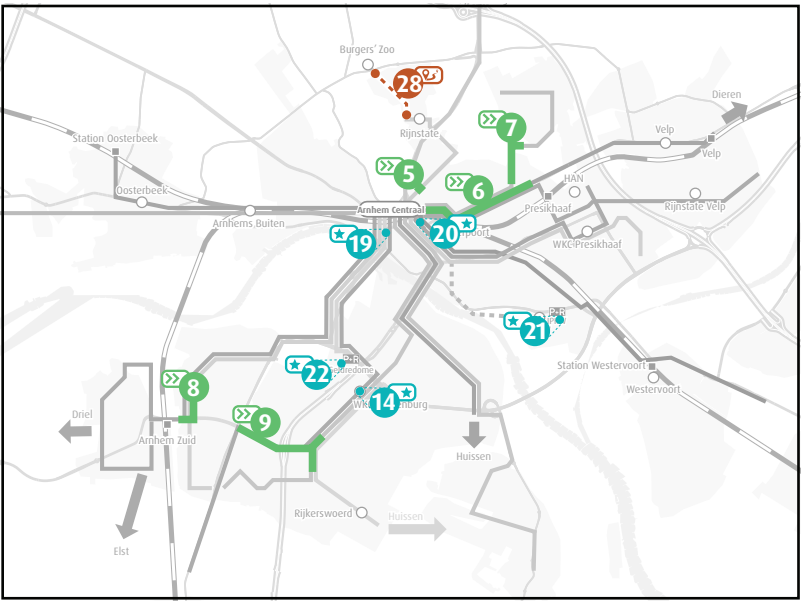 Burgers’ Zoo
28
Rijnstate
7
Dieren
Velp
Velp
Station Oosterbeek
5
6
HAN
Oosterbeek
Presikhaaf
Rijnstate Velp
Arnhem Centraal
Arnhems Buiten
19
20
WKC Presikhaaf
P+R
21
22
Station Westervoort
Westervoort
8
14
9
Driel
Arnhem Zuid
Huissen
Elst
Rijkerswoerd
Huissen